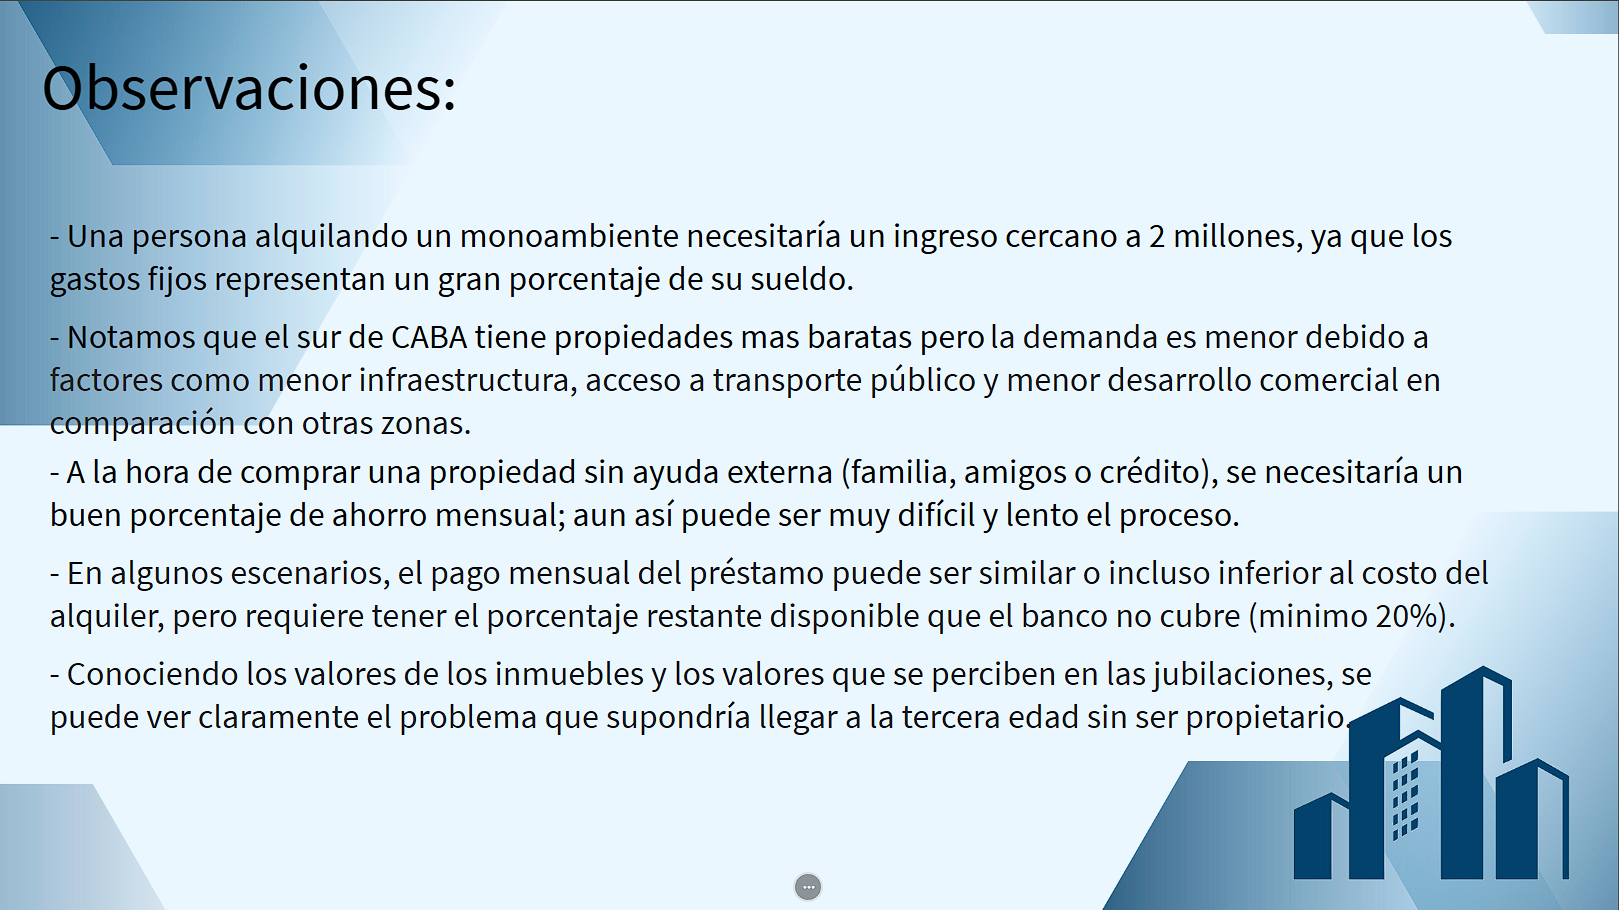 Observaciones:
- Una persona alquilando un monoambiente necesitaría un ingreso cercano a 2 millones, ya que los
gastos fijos representan un gran porcentaje de su sueldo.
- Notamos que el sur de CABA tiene propiedades mas baratas pero la demanda es menor debido a
factores como menor infraestructura, acceso a transporte público y menor desarrollo comercial en
comparación con otras zonas.
- A la hora de comprar una propiedad sin ayuda externa (familia, amigos o crédito), se necesitaría un
buen porcentaje de ahorro mensual; aun así puede ser muy difícil y lento el proceso.
- En algunos escenarios, el pago mensual del préstamo puede ser similar o incluso inferior al costo del
alquiler, pero requiere tener el porcentaje restante disponible que el banco no cubre (minimo 20%).
- Conociendo los valores de los inmuebles y los valores que se perciben en las jubilaciones, se
puede ver claramente el problema que supondría llegar a la tercera edad sin ser propietario.